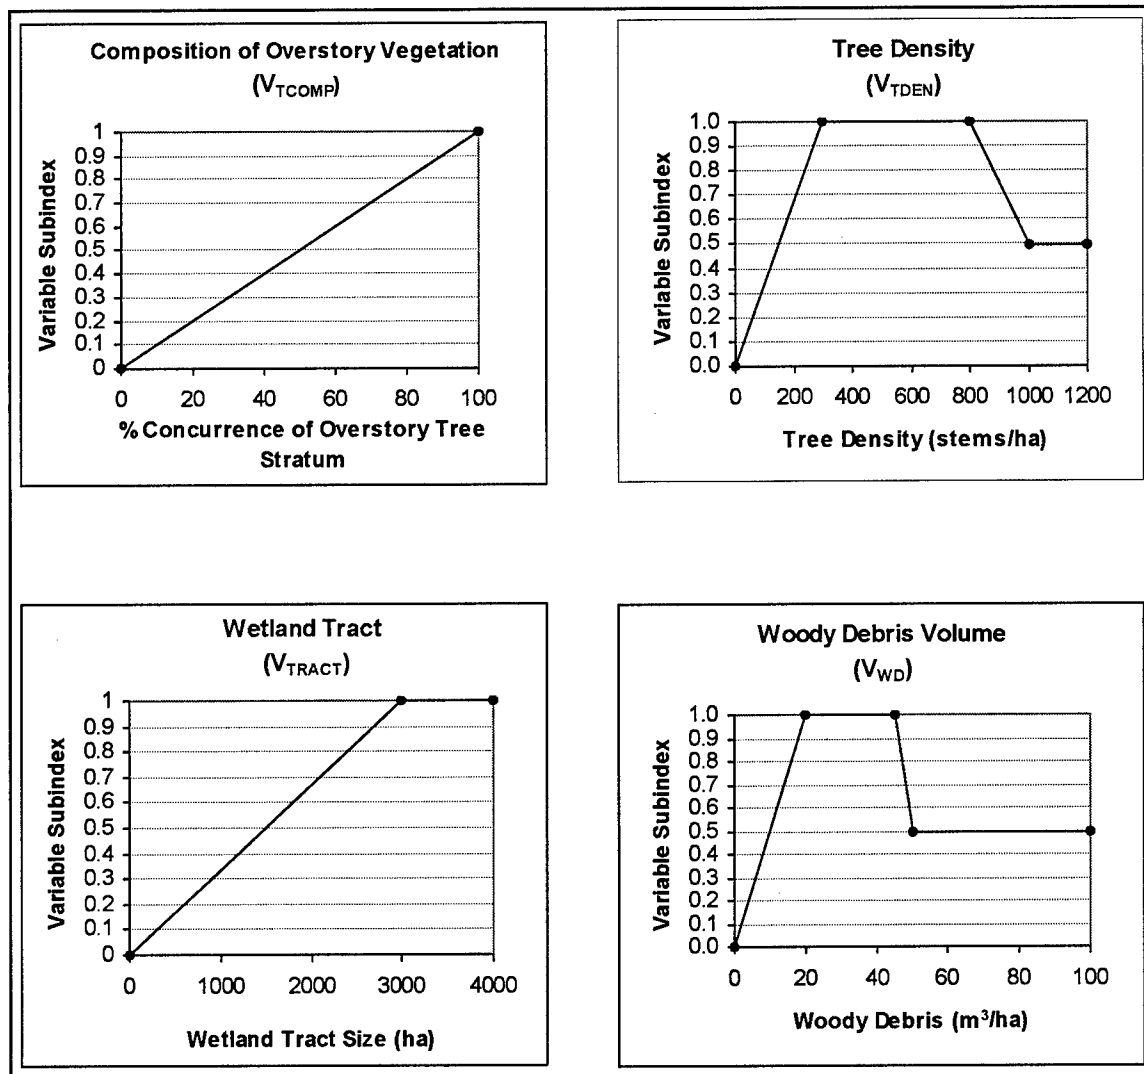 Composition of Overstory Vegetation
(VTCOMP)
Variable Subindex
1
0.9
0.8
0.7
0.6
0.5
0.4
0.3
0.2
0.1
0
0 20 40 60 80 100
% Concurrence of Overstory Tree
Stratum
Tree Density
(VTDEN)
Variable Subindex
1.0
0.9
0.8
0.7
0.6
0.5
0.4
0.3
0.2
0.1
0.0
0 200 400 600 800 1000 1200
Tree Density (stems/ha)
Wetland Tract
(VTRACT)
Variable Subindex
1
0.9
0.8
0.7
0.6
0.5
0.4
0.3
0.2
0.1
0
0 1000 2000 3000 4000
Wetland Tract Size (ha)
Woody Debris Volume
(VWD)
Variable Subindex
1.0
0.9
0.8
0.7
0.6
0.5
0.4
0.3
0.2
0.1
0.0
0 20 40 60 80 100
Woody Debris (m³/ha)